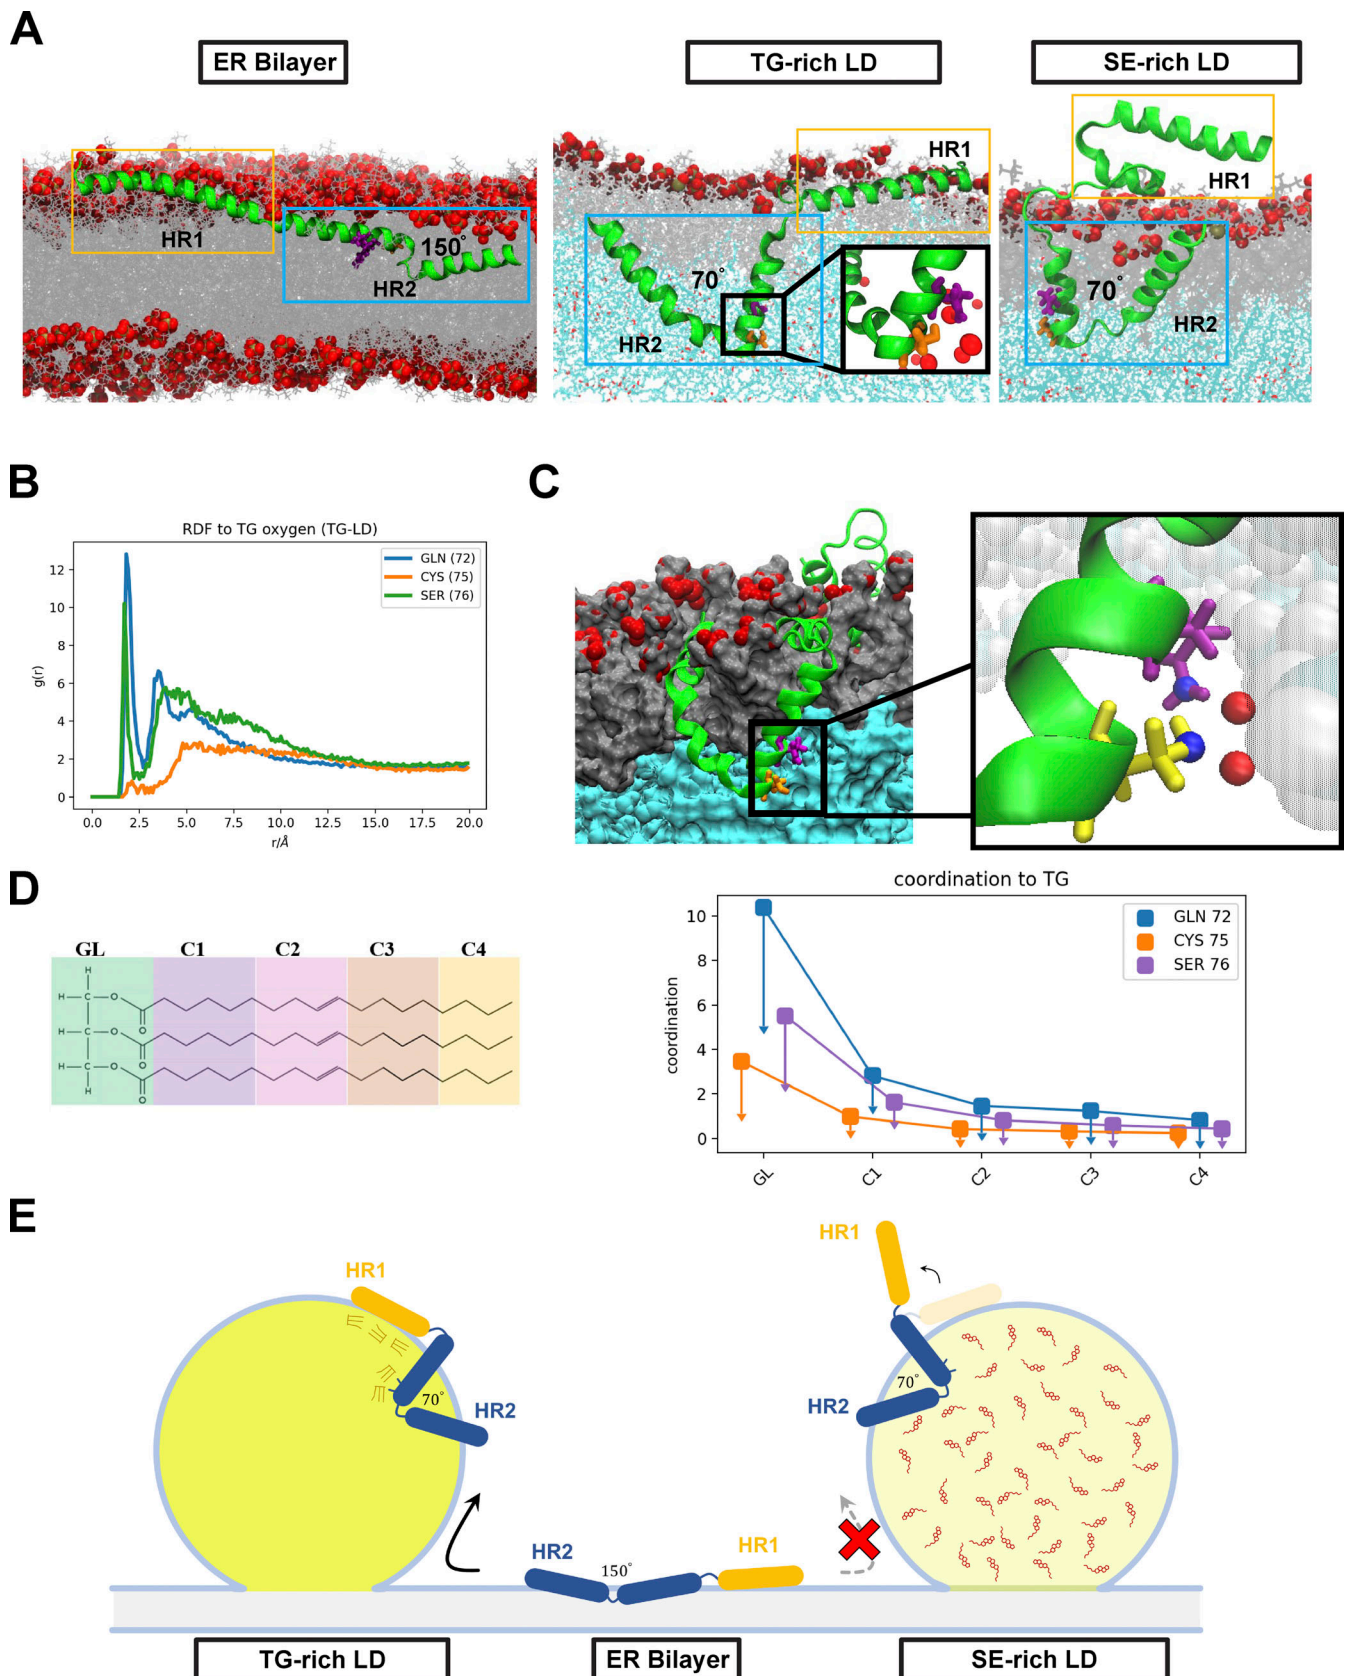 A
ER Bilayer
TG-rich LD
SE-rich LD
HR1
150°
HR2
HR1
70°
HR2
HR1
70°
HR2
B
RDF to TG oxygen (TG-LD)
GLN (72)
CYS (75)
SER (76)
g(r)
12
10
8
6
4
2
0
0.0 2.5 5.0 7.5 10.0 12.5 15.0 17.5 20.0
r/Å
C
D
GL C1 C2 C3 C4
H
H C O
O
H C O
O
H C O
H O
coordination to TG
GLN 72
CYS 75
SER 76
coordination
10
8
6
4
2
0
GL C1 C2 C3 C4
E
HR1
70°
HR2
HR1
70°
HR2
HR2
150°
HR1
TG-rich LD
ER Bilayer
SE-rich LD